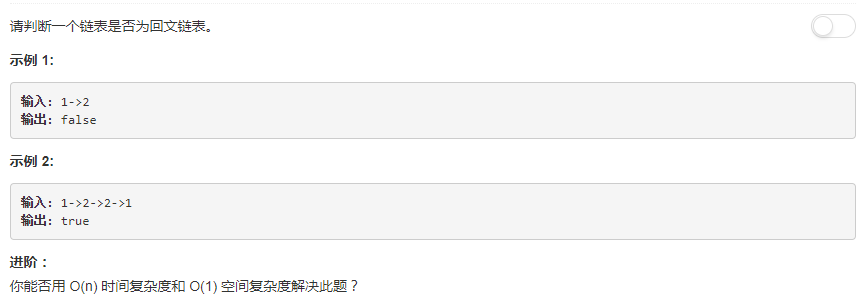 请判断一个链表是否为回文链表。
示例 1:
输入: 1->2
输出: false
示例 2:
输入: 1->2->2->1
输出: true
进阶：
你能否用 O(n) 时间复杂度和 O(1) 空间复杂度解决此题？